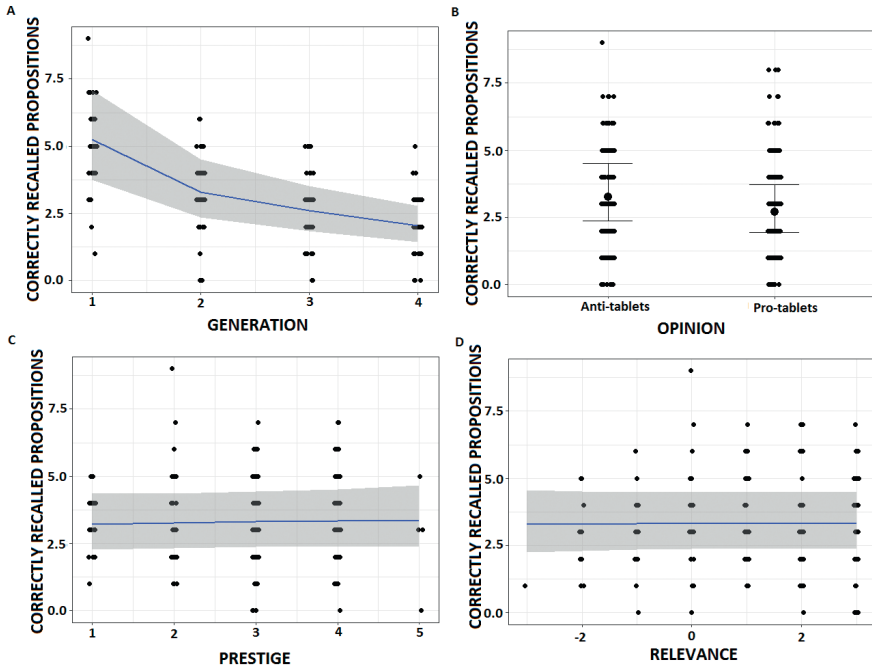 A
CORRECTLY RECALLED PROPOSITIONS
7.5
5.0
2.5
0.0
1 2 3 4
GENERATION
B
CORRECTLY RECALLED PROPOSITIONS
7.5
5.0
2.5
0.0
Anti-tablets Pro-tablets
OPINION
C
CORRECTLY RECALLED PROPOSITIONS
7.5
5.0
2.5
0.0
1 2 3 4 5
PRESTIGE
D
CORRECTLY RECALLED PROPOSITIONS
7.5
5.0
2.5
0.0
-2 0 2
RELEVANCE